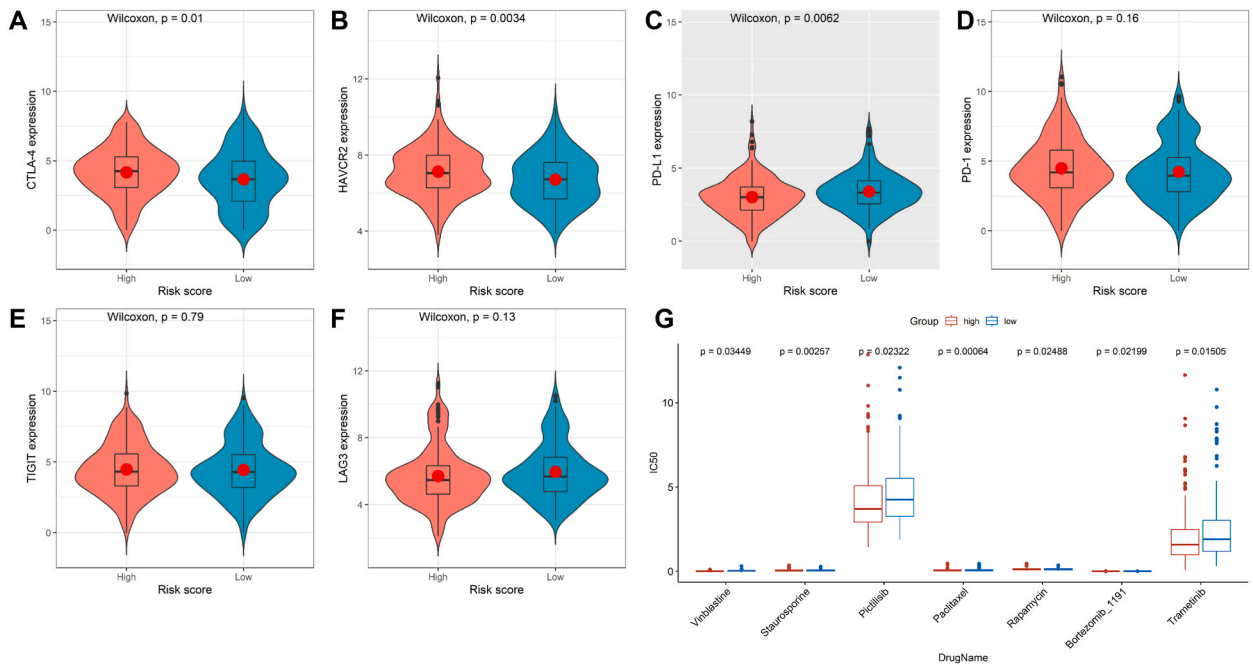 A
Wilcoxon, p = 0.01
15
10
5
0
CTLA-4 expression
High
Low
Risk score
B
Wilcoxon, p = 0.0034
12
8
4
HAVCR2 expression
High
Low
Risk score
C
Wilcoxon, p = 0.0062
15
10
5
0
PD-L1 expression
High
Low
Risk score
D
Wilcoxon, p = 0.16
15
10
5
0
PD-1 expression
High
Low
Risk score
E
Wilcoxon, p = 0.79
15
10
5
0
TIGIT expression
High
Low
Risk score
F
Wilcoxon, p = 0.13
12
8
4
LAG3 expression
High
Low
Risk score
G
Group high low
p = 0.03449 p = 0.00257 p = 0.02322 p = 0.00064 p = 0.02488 p = 0.02199 p = 0.01505
10
5
0
IC50
Vinblastine
Staurosporine
Pictilisib
Paclitaxel
Rapamycin
Bortezomib_1191
Trametinib
DrugName